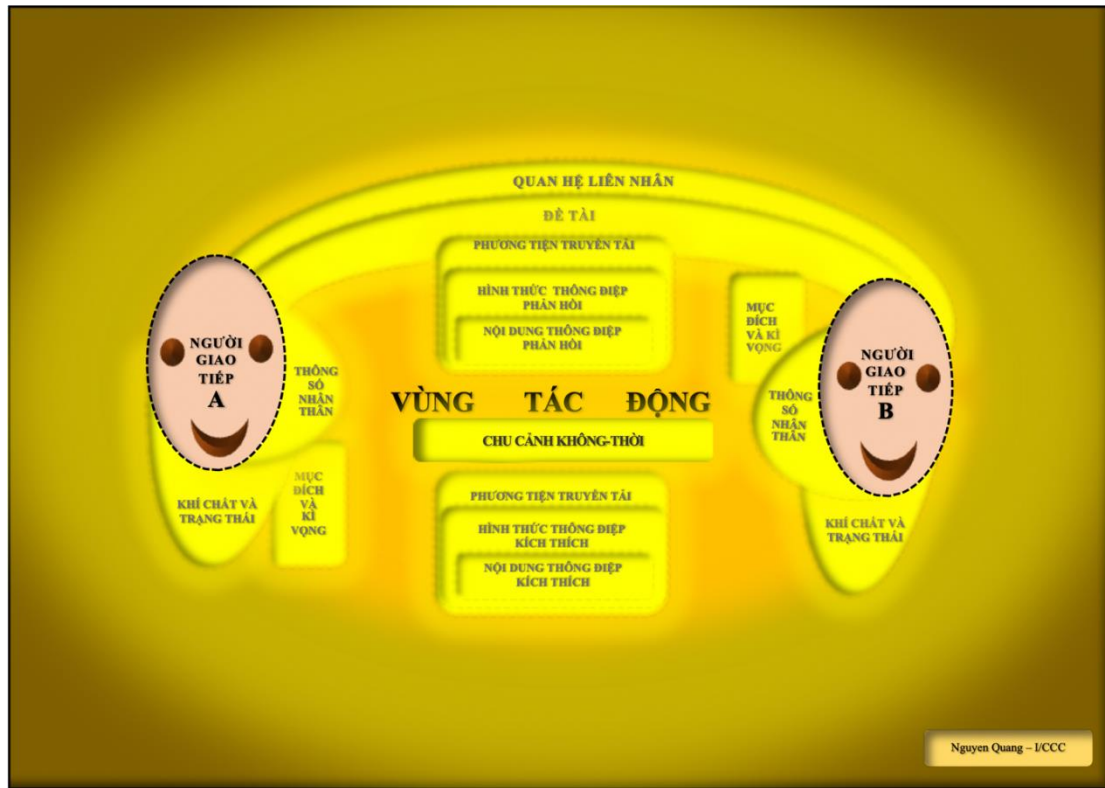 QUAN HỆ LIÊN NHÂN
ĐỀ TÀI
PHƯƠNG TIỆN TRUYỀN TẢI
HÌNH THỨC THÔNG ĐIỆP
PHẢN HỒI
NỘI DUNG THÔNG ĐIỆP
PHẢN HỒI
MỤC
ĐÍCH
VÀ KÌ
VỌNG
NGƯỜI
GIAO
TIẾP
A
THÔNG
SỐ
NHÂN
THÂN
NGƯỜI
GIAO
TIẾP
B
THÔNG
SỐ
NHÂN
THÂN
VÙNG TÁC ĐỘNG
CHU CẢNH KHÔNG-THỜI
KHÍ CHẤT VÀ
TRẠNG THÁI
MỤC
ĐÍCH
VÀ
KÌ
VỌNG
PHƯƠNG TIỆN TRUYỀN TẢI
HÌNH THỨC THÔNG ĐIỆP
KÍCH THÍCH
NỘI DUNG THÔNG ĐIỆP
KÍCH THÍCH
KHÍ CHẤT VÀ
TRẠNG THÁI
Nguyen Quang – I/CCC